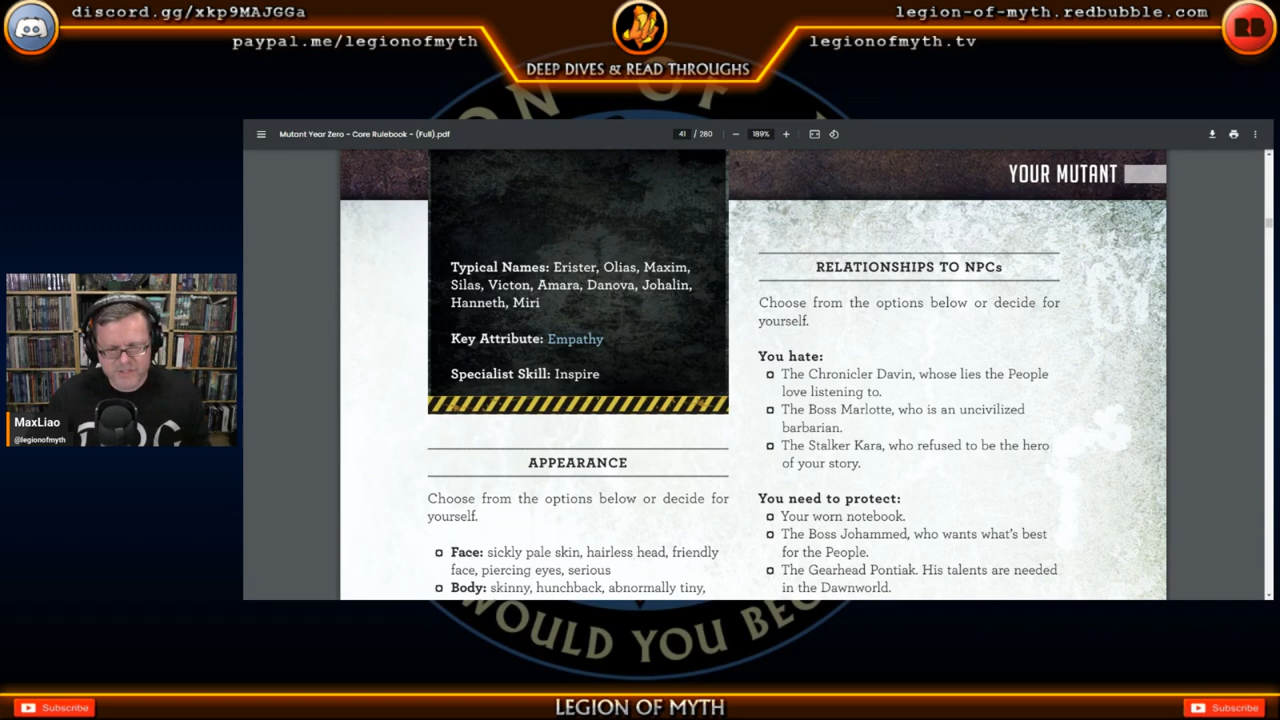 discord.gg/xkp9MAJGGa
legion-of-myth.redbubble.com
RB
paypal.me/legionofmyth
legionofmyth.tv
DEEP DIVES & READ THROUGHS
Mutant Year Zero - Core Rulebook - (Full).pdf
41 / 280
189%
YOUR MUTANT
Typical Names: Erister, Olias, Maxim,
Silas, Victon, Amara, Danova, Johalin,
Hanneth, Miri
Key Attribute: Empathy
Specialist Skill: Inspire
APPEARANCE
Choose from the options below or decide for
yourself.
Face: sickly pale skin, hairless head, friendly
face, piercing eyes, serious
Body: skinny, hunchback, abnormally tiny,
RELATIONSHIPS TO NPCs
Choose from the options below or decide for
yourself.
You hate:
The Chronicler Davin, whose lies the People
love listening to.
The Boss Marlotte, who is an uncivilized
barbarian.
The Stalker Kara, who refused to be the hero
of your story.
You need to protect:
Your worn notebook.
The Boss Johammed, who wants what's best
for the People.
The Gearhead Pontiak. His talents are needed
in the Dawnworld.
MaxLiao
@legionofmyth
WOULD YOU
Subscribe
LEGION OF MYTH
Subscribe